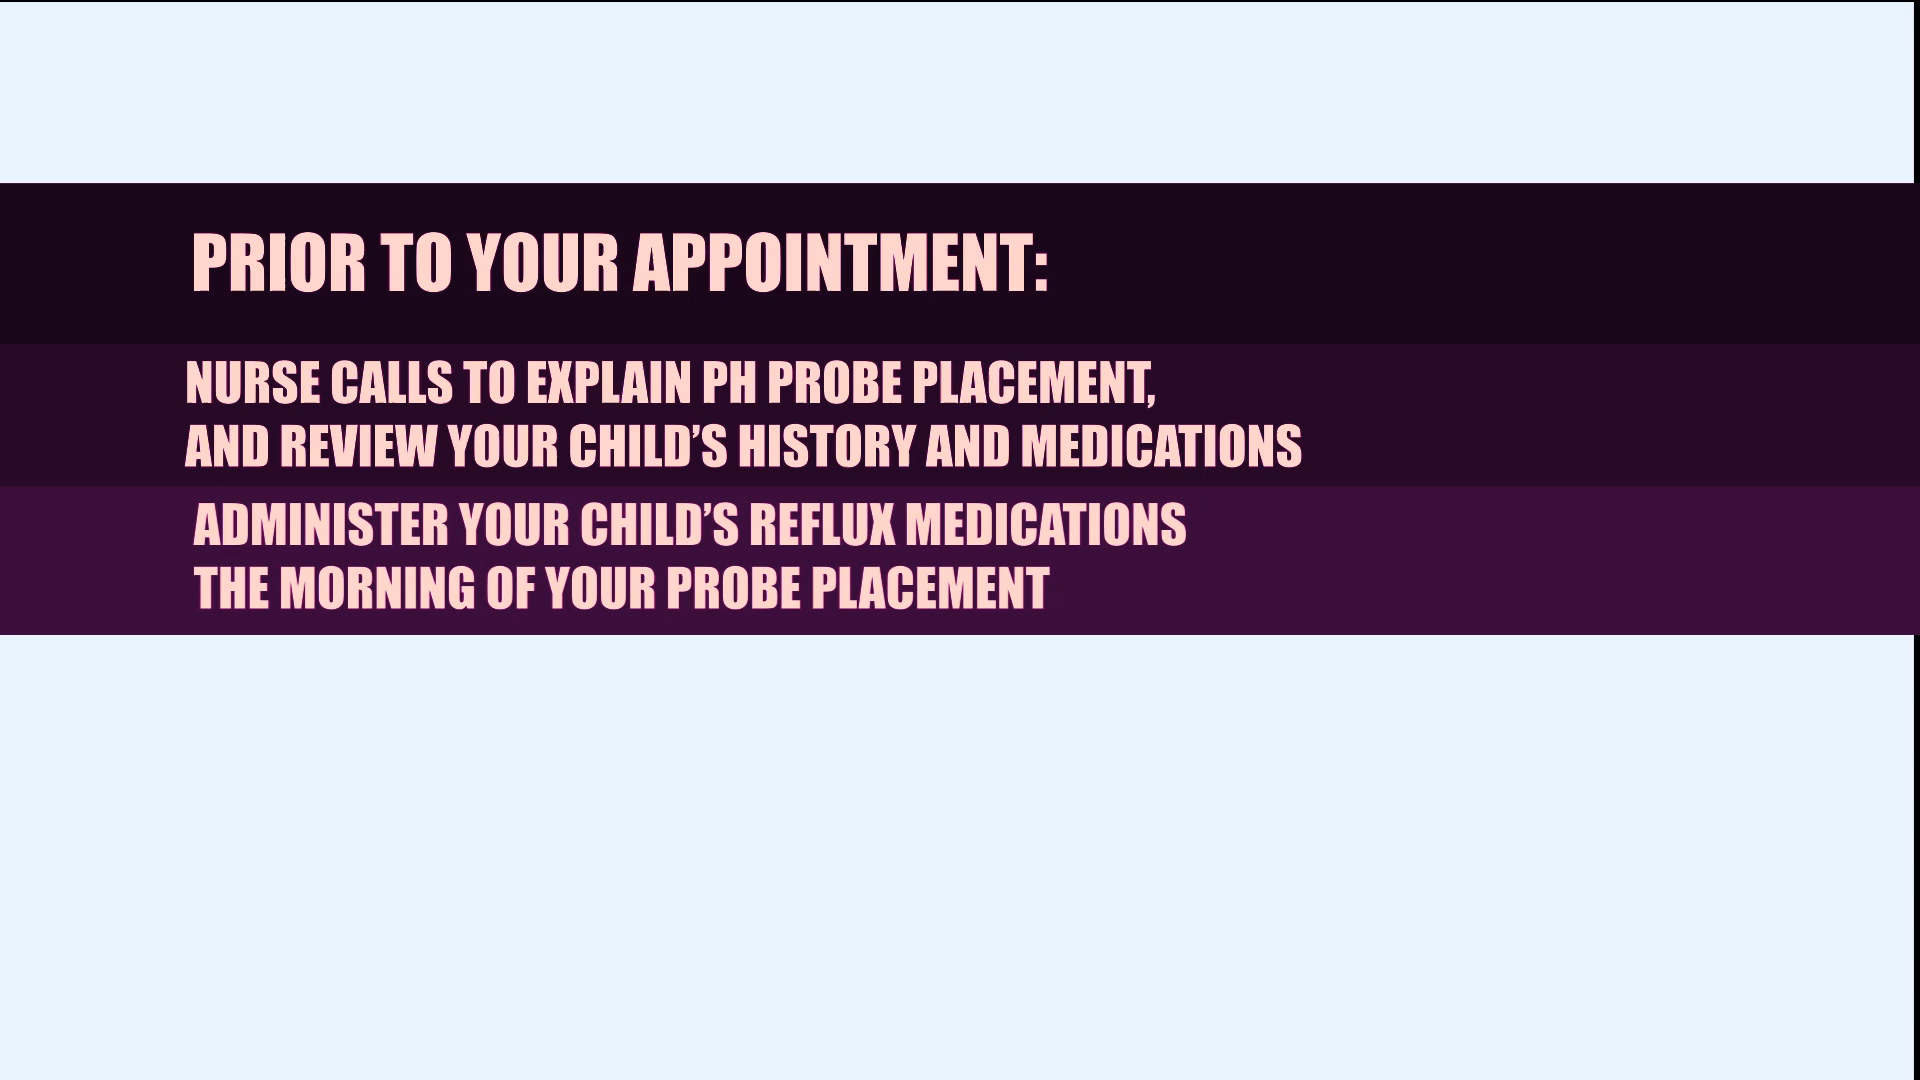 PRIOR TO YOUR APPOINTMENT:
NURSE CALLS TO EXPLAIN PH PROBE PLACEMENT,
AND REVIEW YOUR CHILD’S HISTORY AND MEDICATIONS
ADMINISTER YOUR CHILD’S REFLUX MEDICATIONS
THE MORNING OF YOUR PROBE PLACEMENT